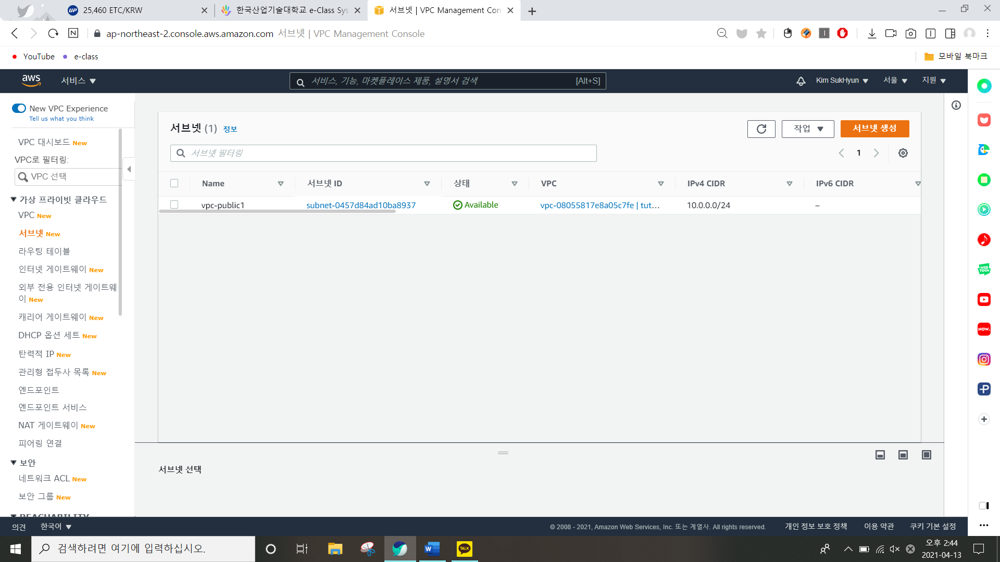 25,460 ETC/KRW
한국산업기술대학교 e-Class Sys
서브넷 | VPC Management Con
ap-northeast-2.console.aws.amazon.com 서브넷 | VPC Management Console
YouTube e-class 모바일 북마크
aws 서비스 서비스, 기능, 마켓플레이스 제품, 설명서 검색 [Alt+S] Kim SukHyun 서울 지원
New VPC Experience
Tell us what you think
VPC 대시보드 New
VPC로 필터링:
VPC 선택
가상 프라이빗 클라우드
VPC New
서브넷 New
라우팅 테이블
인터넷 게이트웨이 New
외부 전용 인터넷 게이트웨
이 New
캐리어 게이트웨이 New
DHCP 옵션 세트 New
탄력적 IP New
관리형 접두사 목록 New
엔드포인트
엔드포인트 서비스
NAT 게이트웨이 New
피어링 연결
보안
네트워크 ACL New
보안 그룹 New
REACHABILITY
서브넷 (1) 정보
작업 서브넷 생성
서브넷 필터링
1
Name 서브넷 ID 상태 VPC IPv4 CIDR IPv6 CIDR
vpc-public1 subnet-0457d84ad10ba8937 Available vpc-08055817e8a05c7fe | tut... 10.0.0.0/24 –
서브넷 선택
WEB
TOON
NOW.
의견 한국어 © 2008 - 2021, Amazon Web Services, Inc. 또는 계열사. All rights reserved. 개인 정보 보호 정책 이용 약관 쿠키 기본 설정
검색하려면 여기에 입력하십시오.
TALK
오후 2:44
2021-04-13